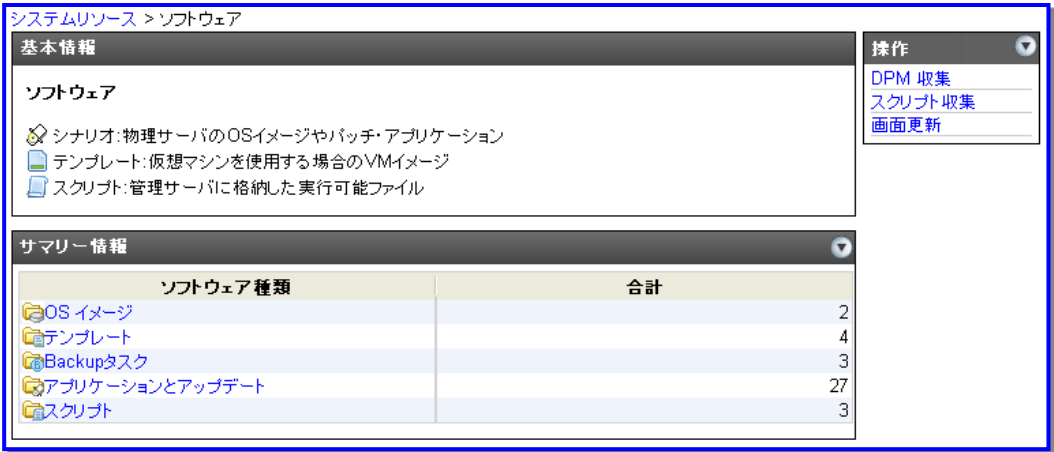 システムリソース > ソフトウェア
基本情報
ソフトウェア
シナリオ:物理サーバのOSイメージやパッチ・アプリケーション
テンプレート:仮想マシンを使用する場合のVMイメージ
スクリプト:管理サーバに格納した実行可能ファイル
サマリー情報
ソフトウェア種類 合計
OS イメージ 2
テンプレート 4
Backupタスク 3
アプリケーションとアップデート 27
スクリプト 3
操作
DPM 収集
スクリプト収集
画面更新